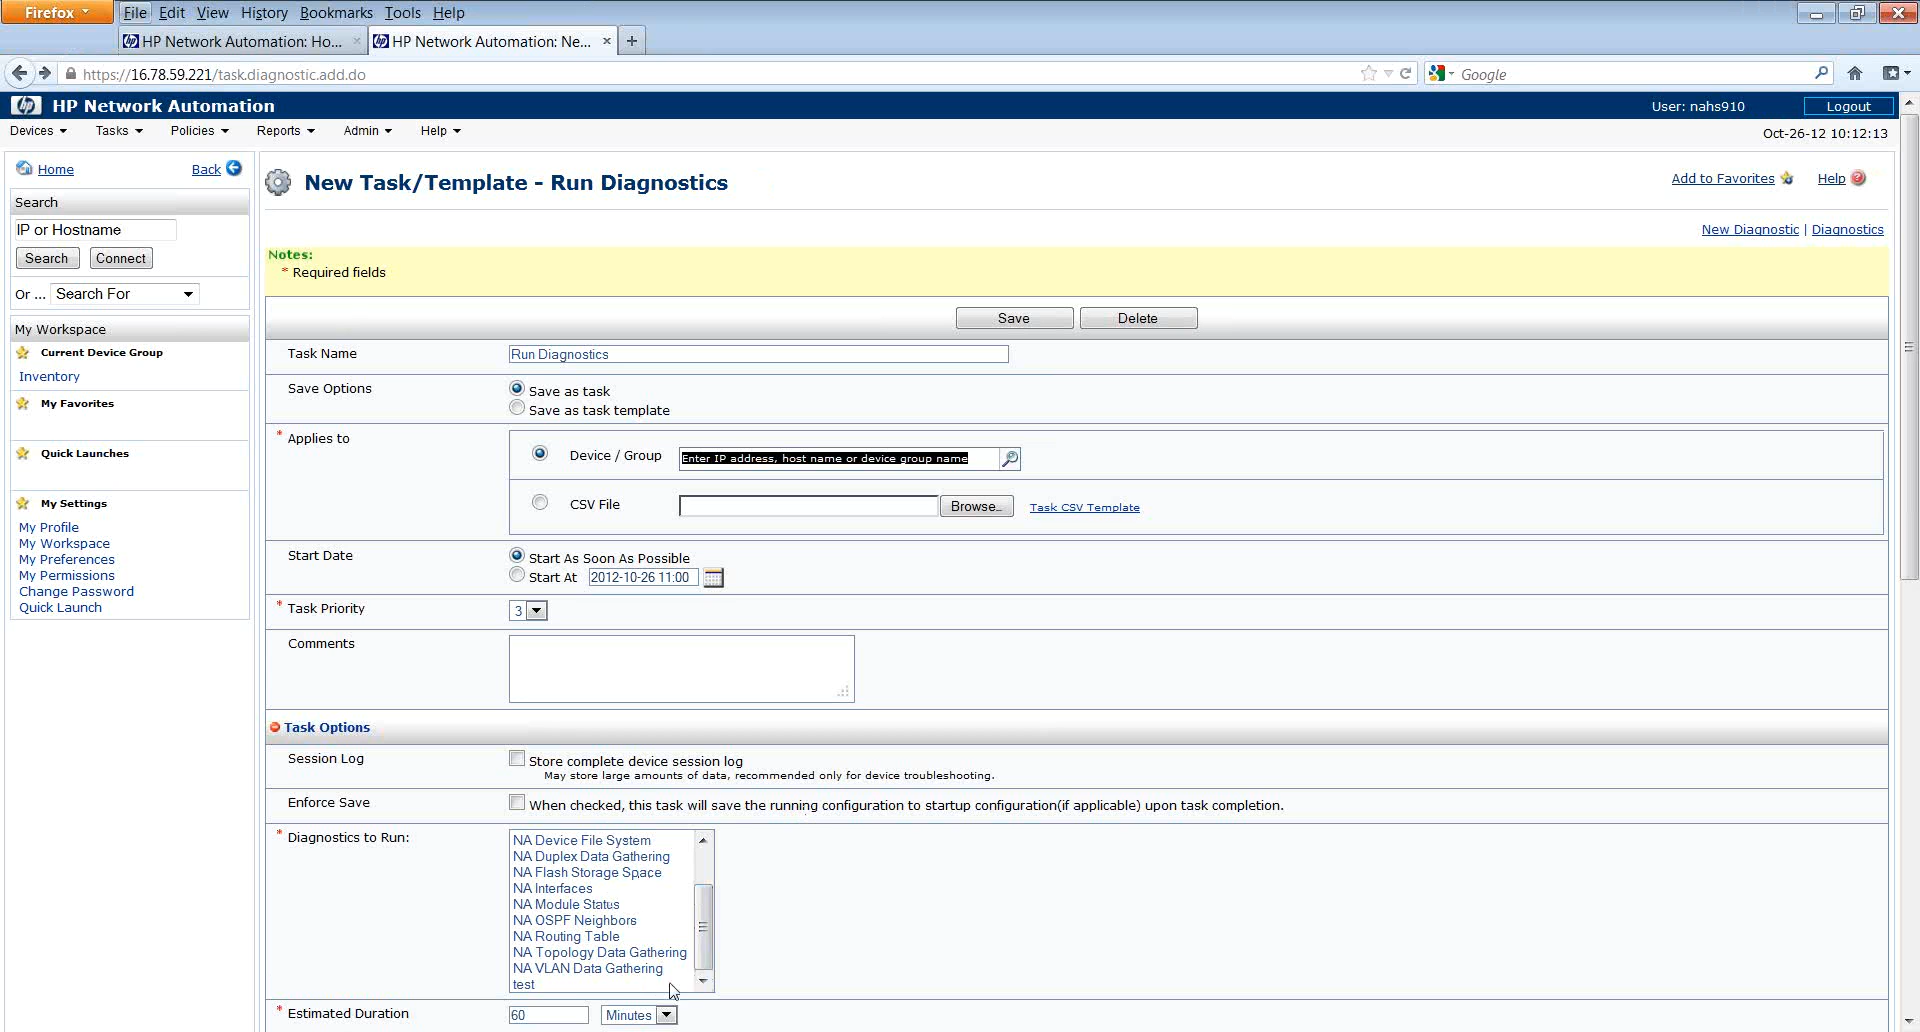 Firefox
File Edit View History Bookmarks Tools Help
HP Network Automation: Ho... HP Network Automation: Ne...
https://16.78.59.221/task.diagnostic.add.do
Google
hp HP Network Automation
User: nahs910
Logout
Devices Tasks Policies Reports Admin Help
Oct-26-12 10:12:13
Home
Back
Search
IP or Hostname
Search Connect
Or ... Search For
My Workspace
Current Device Group
Inventory
My Favorites
Quick Launches
My Settings
My Profile
My Workspace
My Preferences
My Permissions
Change Password
Quick Launch
New Task/Template - Run Diagnostics
Add to Favorites
Help
New Diagnostic | Diagnostics
Notes:
* Required fields
Save Delete
Task Name Run Diagnostics
Save Options Save as task
Save as task template
* Applies to
Device / Group Enter IP address, host name or device group name
CSV File Browse... Task CSV Template
Start Date Start As Soon As Possible
Start At 2012-10-26 11:00
* Task Priority 3
Comments
Task Options
Session Log Store complete device session log
May store large amounts of data, recommended only for device troubleshooting.
Enforce Save When checked, this task will save the running configuration to startup configuration(if applicable) upon task completion.
* Diagnostics to Run:
NA Device File System
NA Duplex Data Gathering
NA Flash Storage Space
NA Interfaces
NA Module Status
NA OSPF Neighbors
NA Routing Table
NA Topology Data Gathering
NA VLAN Data Gathering
test
* Estimated Duration 60 Minutes